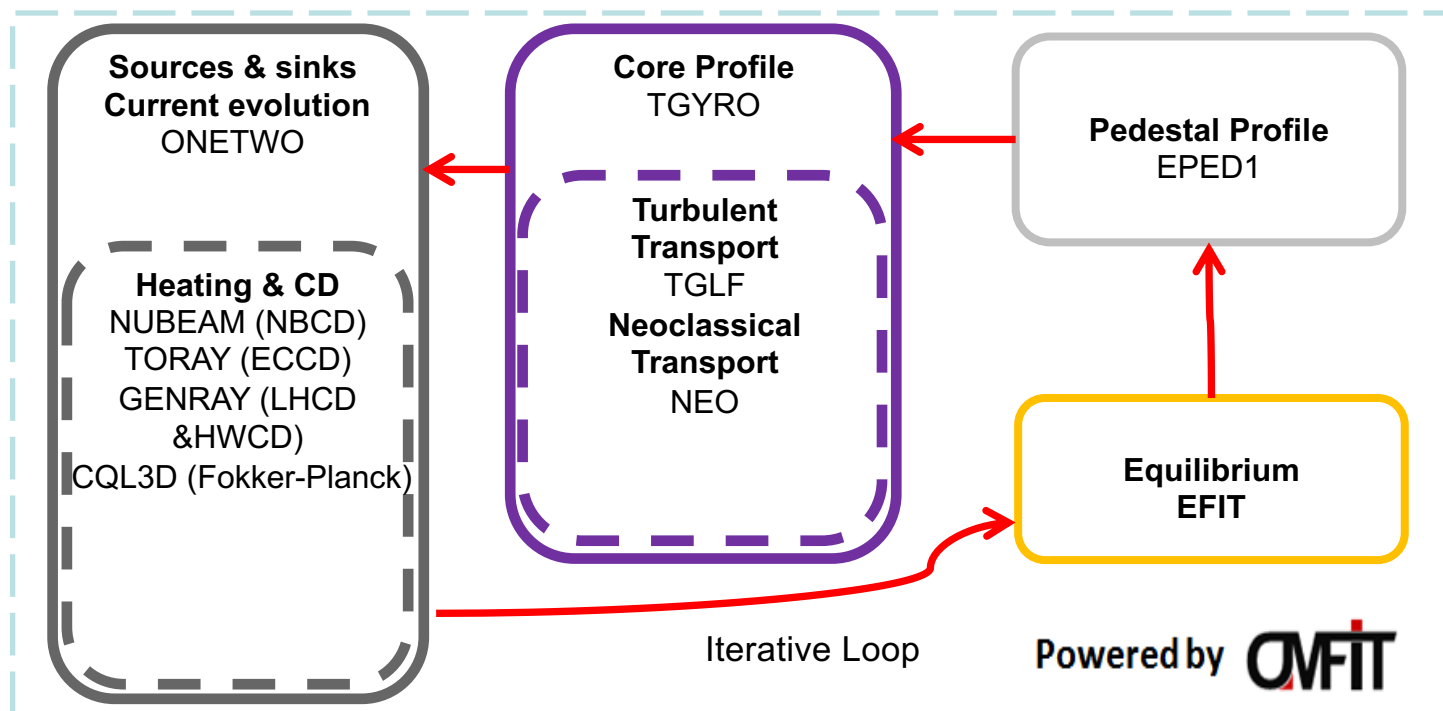 Sources & sinks
Current evolution
ONETWO
Heating & CD
NUBEAM (NBCD)
TORAY (ECCD)
GENRAY (LHCD
&HWCD)
CQL3D (Fokker-Planck)
Core Profile
TGYRO
Turbulent
Transport
TGLF
Neoclassical
Transport
NEO
Pedestal Profile
EPED1
Equilibrium
EFIT
Iterative Loop
Powered by OMFIT